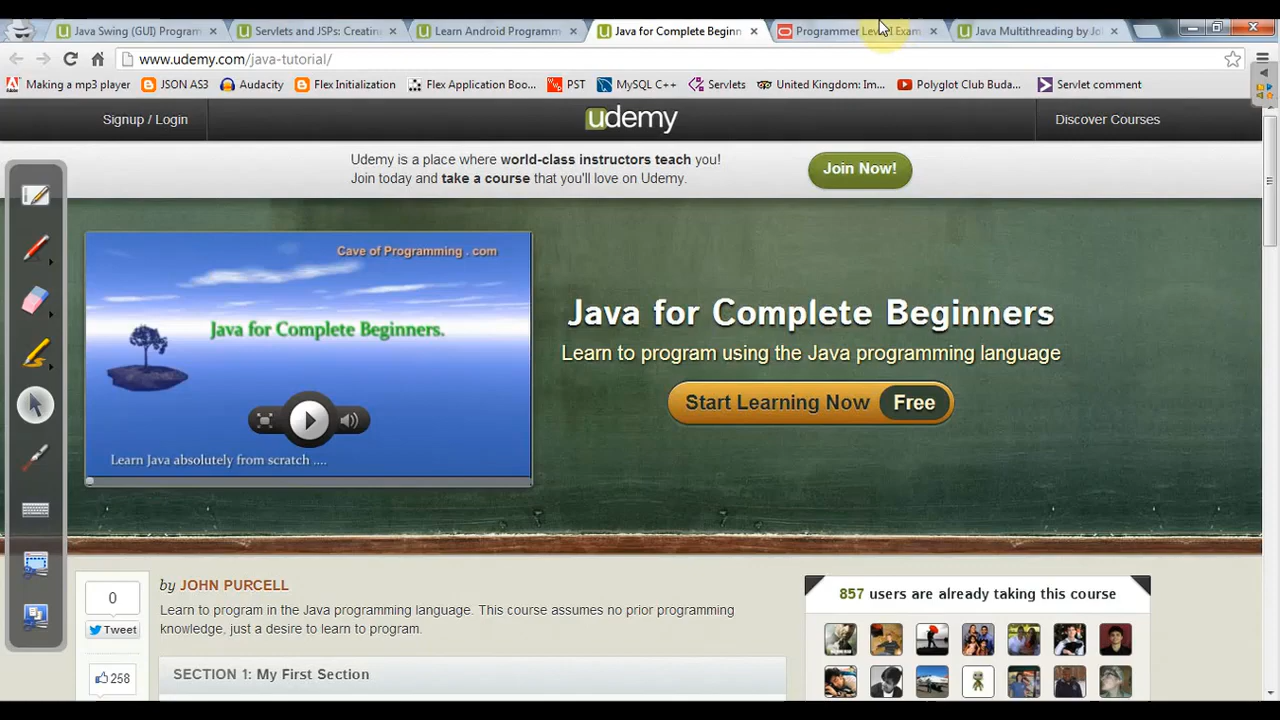 Java Swing (GUI) Program
Servlets and JSPs: Creatin
Learn Android Programm
Java for Complete Beginn
Programmer Level I Exam
Java Multithreading by Jo
www.udemy.com/java-tutorial/
Making a mp3 player
JSON AS3
Audacity
Flex Initialization
Flex Application Boo...
PST
MySQL C++
Servlets
United Kingdom: Im...
Polyglot Club Buda...
Servlet comment
Signup / Login
udemy
Discover Courses
Udemy is a place where world-class instructors teach you!
Join today and take a course that you'll love on Udemy.
Join Now!
Cave of Programming . com
Java for Complete Beginners.
Learn Java absolutely from scratch ....
Java for Complete Beginners
Learn to program using the Java programming language
Start Learning Now Free
0
Tweet
258
by JOHN PURCELL
Learn to program in the Java programming language. This course assumes no prior programming
knowledge, just a desire to learn to program.
SECTION 1: My First Section
857 users are already taking this course